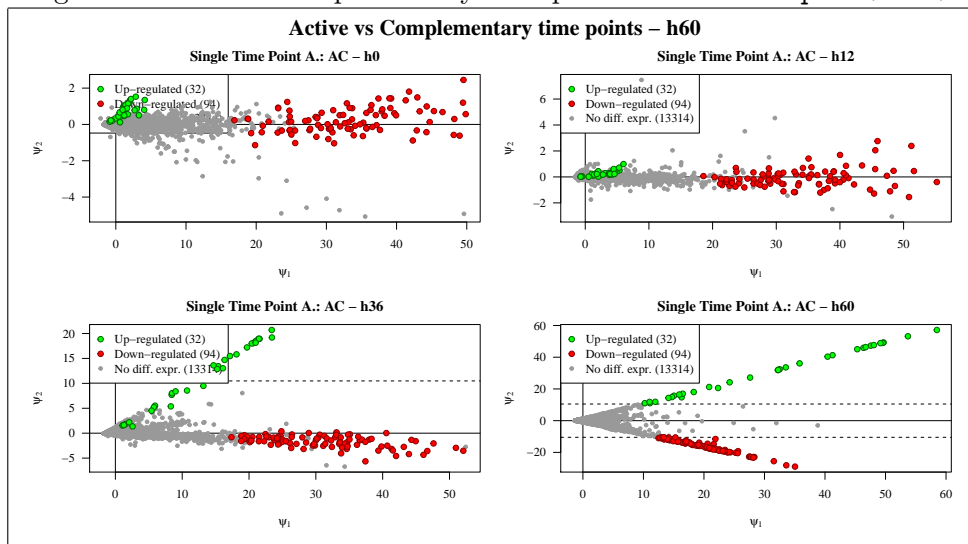 Active vs Complementary time points – h60
Single Time Point A.: AC – h0
Up−regulated (32)
Down−regulated (94)
2
0
−2
−4
ψ2
0 10 20 30 40 50
ψ1
Single Time Point A.: AC – h12
Up−regulated (32)
Down−regulated (94)
No diff. expr. (13314)
6
4
2
0
−2
ψ2
0 10 20 30 40 50
ψ1
Single Time Point A.: AC – h36
Up−regulated (32)
Down−regulated (94)
No diff. expr. (13314)
20
15
10
5
0
−5
ψ2
0 10 20 30 40 50
ψ1
Single Time Point A.: AC – h60
Up−regulated (32)
Down−regulated (94)
No diff. expr. (13314)
60
40
20
0
−20
ψ2
0 10 20 30 40 50 60
ψ1